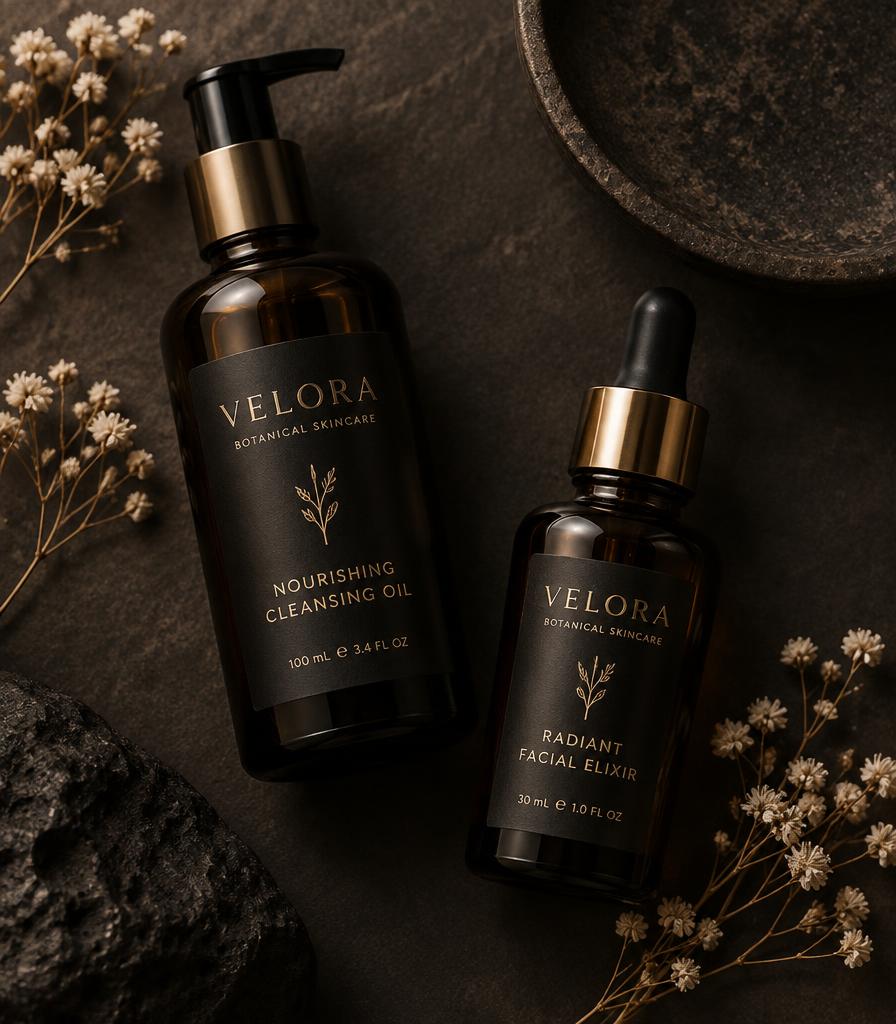 VELORA
BOTANICAL SKINCARE
NOURISHING
CLEANSING OIL
100 mL ℮ 3.4 FL OZ
VELORA
BOTANICAL SKINCARE
RADIANT
FACIAL ELIXIR
30 mL ℮ 1.0 FL OZ